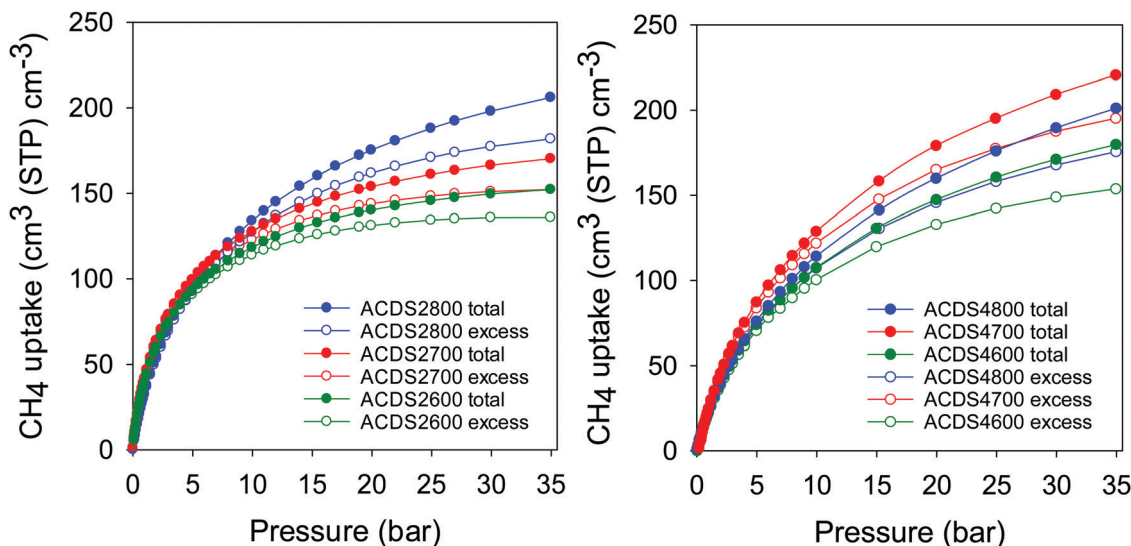 CH4 uptake (cm³ (STP) cm⁻³)
250
200
150
100
50
0
ACDS2800 total
ACDS2800 excess
ACDS2700 total
ACDS2700 excess
ACDS2600 total
ACDS2600 excess
0 5 10 15 20 25 30 35
Pressure (bar)
CH4 uptake (cm³ (STP) cm⁻³)
250
200
150
100
50
0
ACDS4800 total
ACDS4700 total
ACDS4600 total
ACDS4800 excess
ACDS4700 excess
ACDS4600 excess
0 5 10 15 20 25 30 35
Pressure (bar)